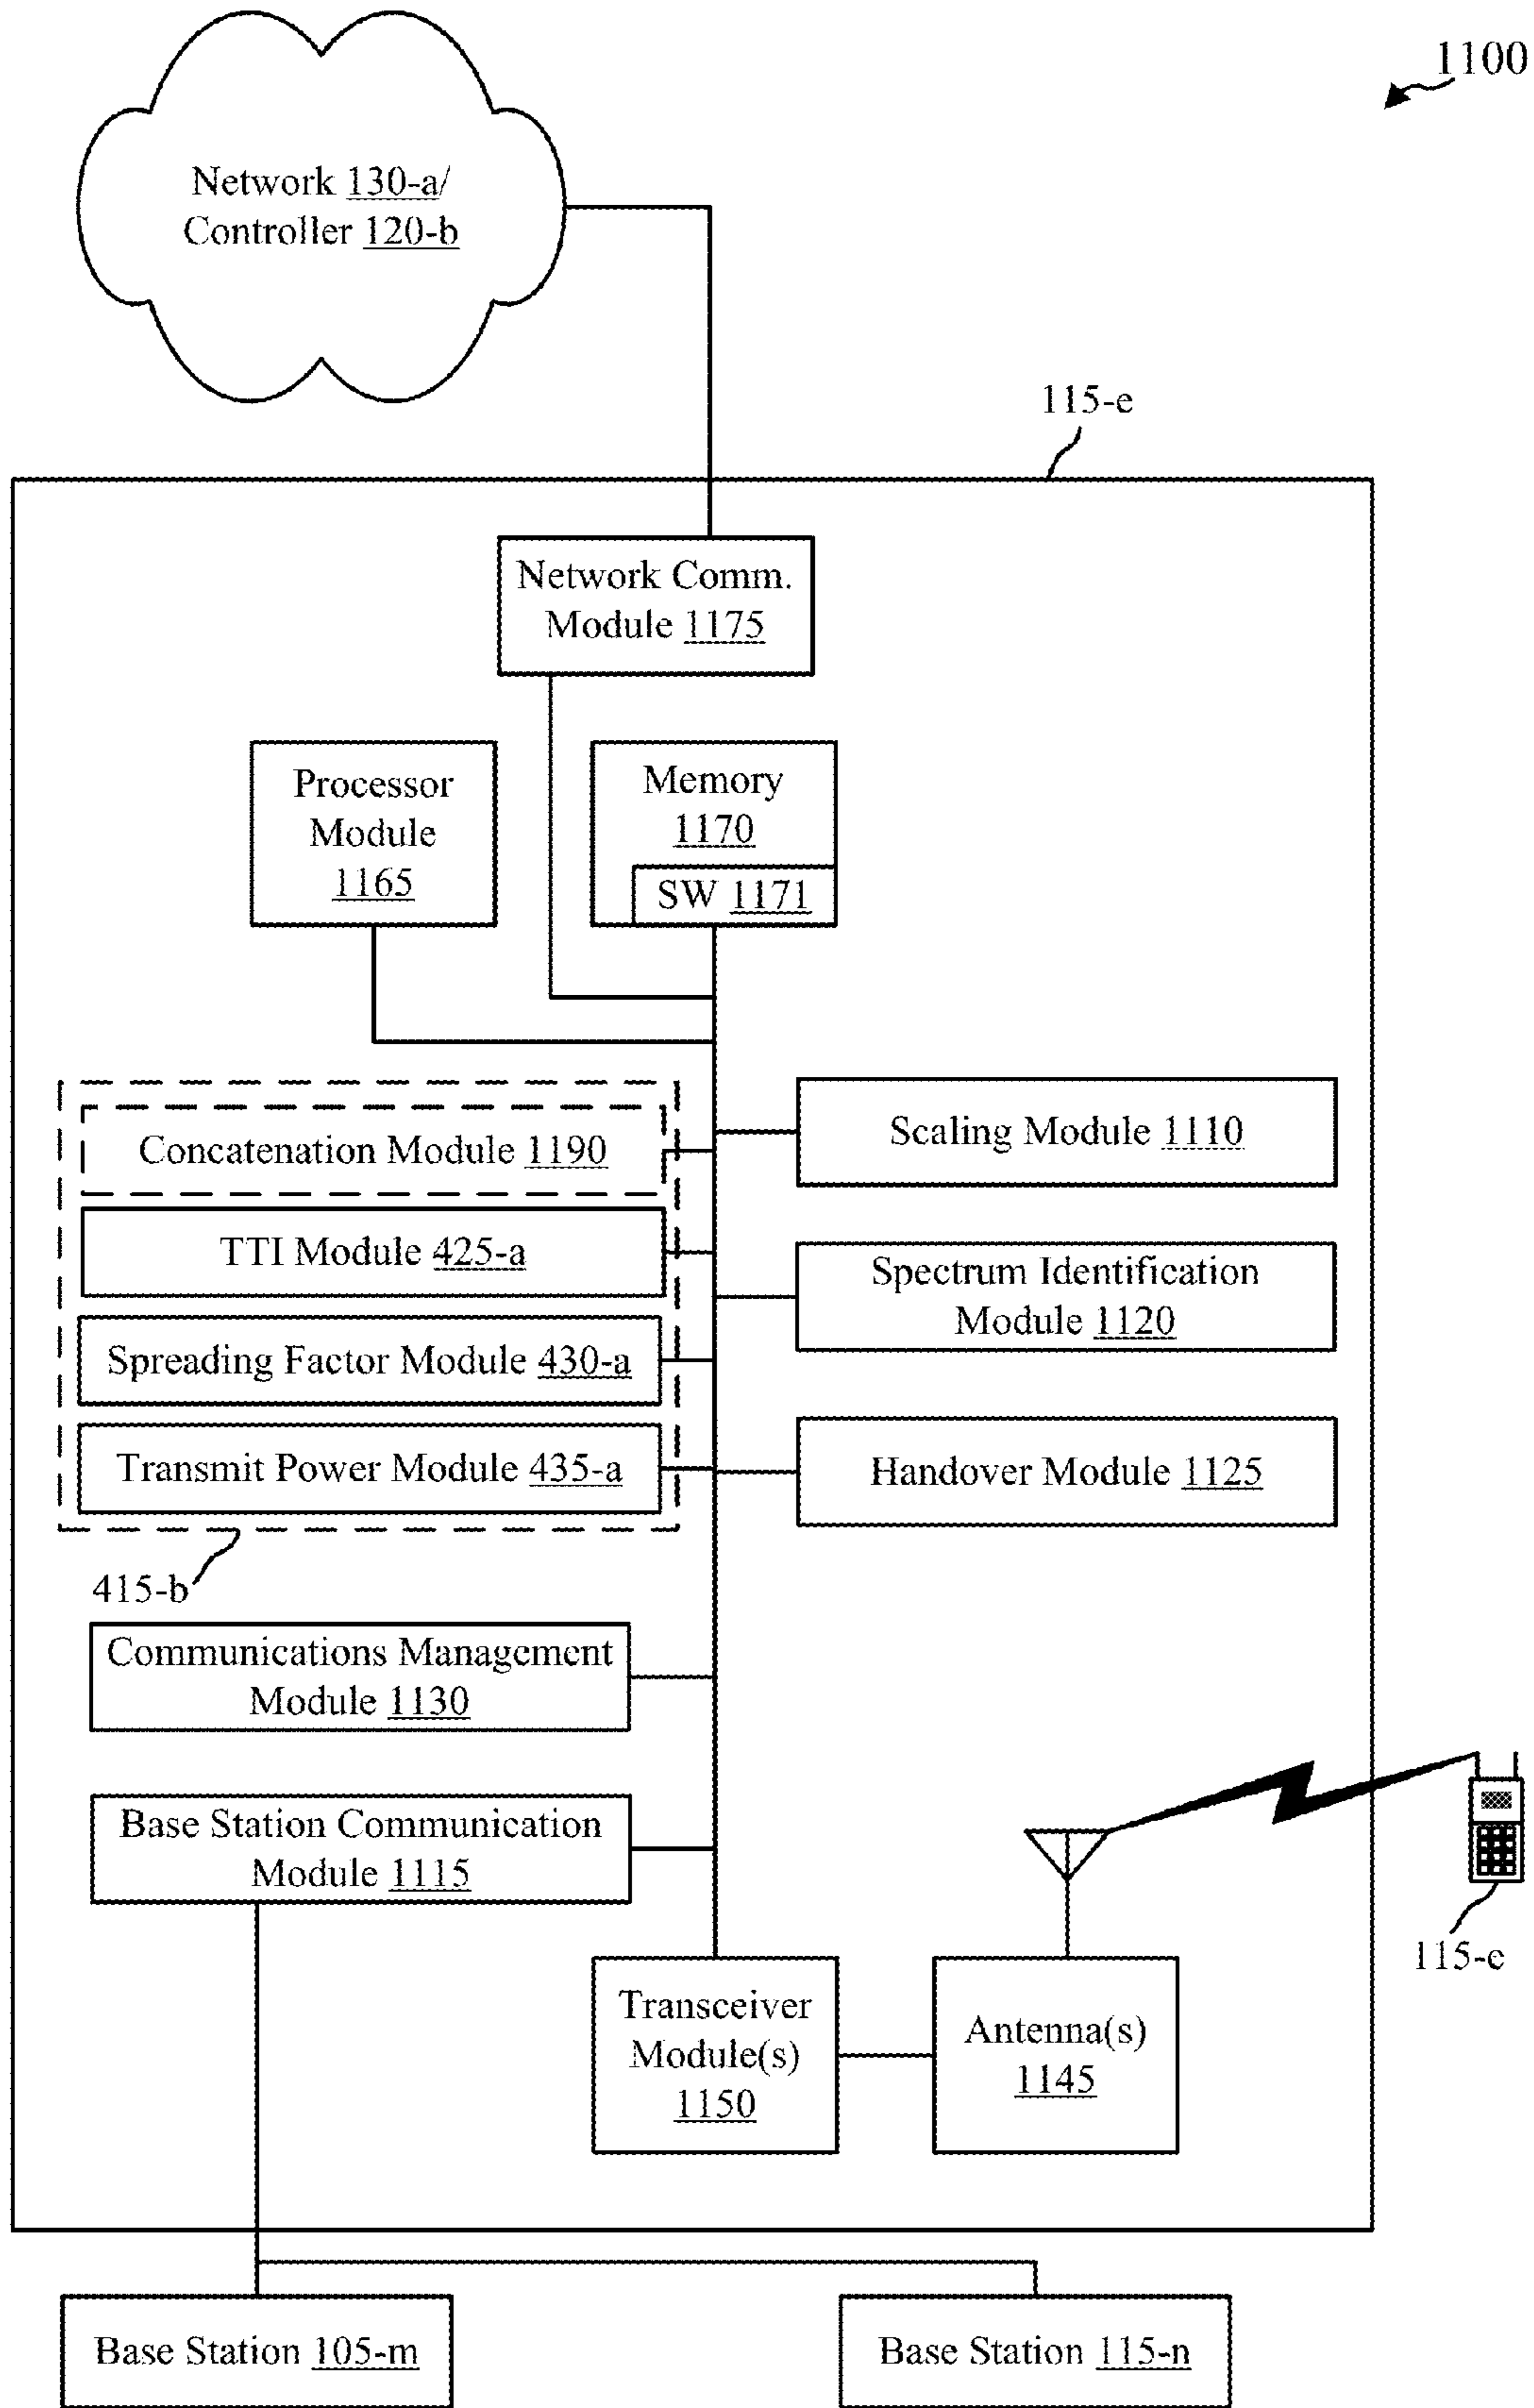 1100
Network 130-a/
Controller 120-b
115-e
Network Comm.
Module 1175
Processor
Module
1165
Memory
1170
SW 1171
Concatenation Module 1190
TTI Module 425-a
Spreading Factor Module 430-a
Transmit Power Module 435-a
415-b
Scaling Module 1110
Spectrum Identification
Module 1120
Handover Module 1125
Communications Management
Module 1130
Base Station Communication
Module 1115
Transceiver
Module(s)
1150
Antenna(s)
1145
115-e
Base Station 105-m
Base Station 115-n